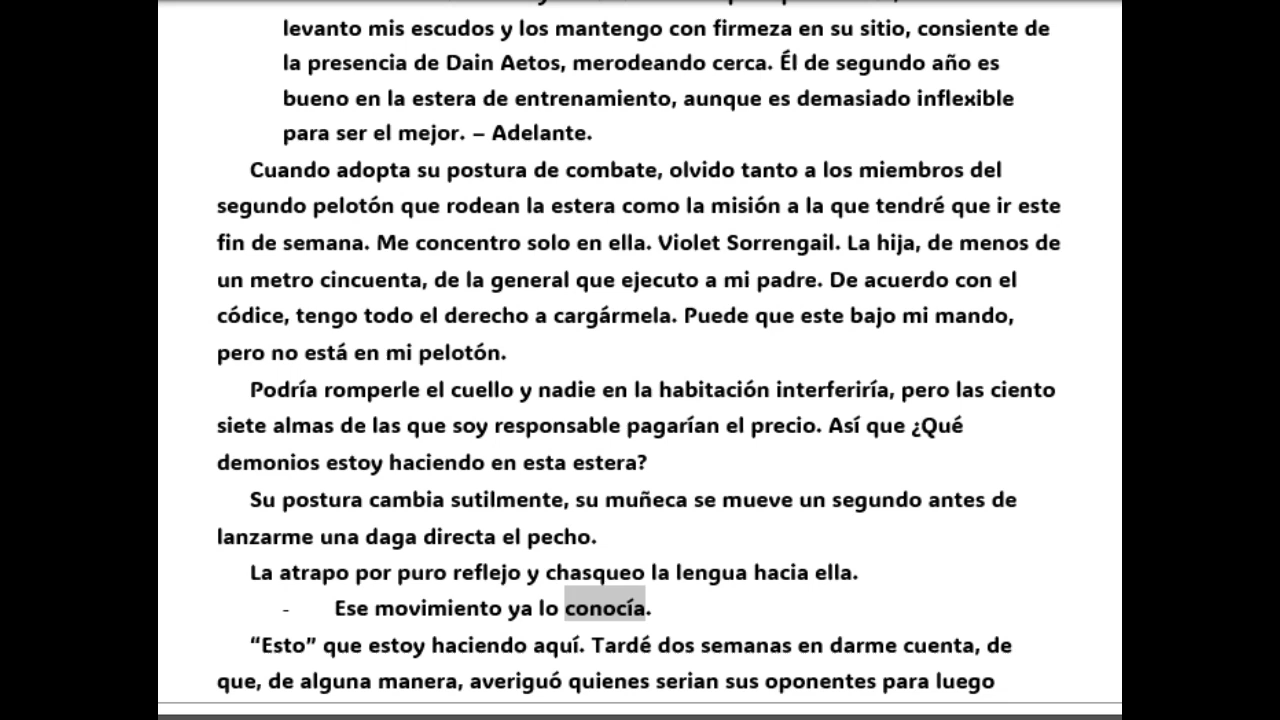 levanto mis escudos y los mantengo con firmeza en su sitio, consiente de
la presencia de Dain Aetos, merodeando cerca. Él de segundo año es
bueno en la estera de entrenamiento, aunque es demasiado inflexible
para ser el mejor. – Adelante.
Cuando adopta su postura de combate, olvido tanto a los miembros del
segundo pelotón que rodean la estera como la misión a la que tendré que ir este
fin de semana. Me concentro solo en ella. Violet Sorrengail. La hija, de menos de
un metro cincuenta, de la general que ejecuto a mi padre. De acuerdo con el
códice, tengo todo el derecho a cargármela. Puede que este bajo mi mando,
pero no está en mi pelotón.
Podría romperle el cuello y nadie en la habitación interferiría, pero las ciento
siete almas de las que soy responsable pagarían el precio. Así que ¿Qué
demonios estoy haciendo en esta estera?
Su postura cambia sutilmente, su muñeca se mueve un segundo antes de
lanzarme una daga directa el pecho.
La atrapo por puro reflejo y chasqueo la lengua hacia ella.
- Ese movimiento ya lo conocía.
“Esto” que estoy haciendo aquí. Tardé dos semanas en darme cuenta, de
que, de alguna manera, averiguó quienes serian sus oponentes para luego